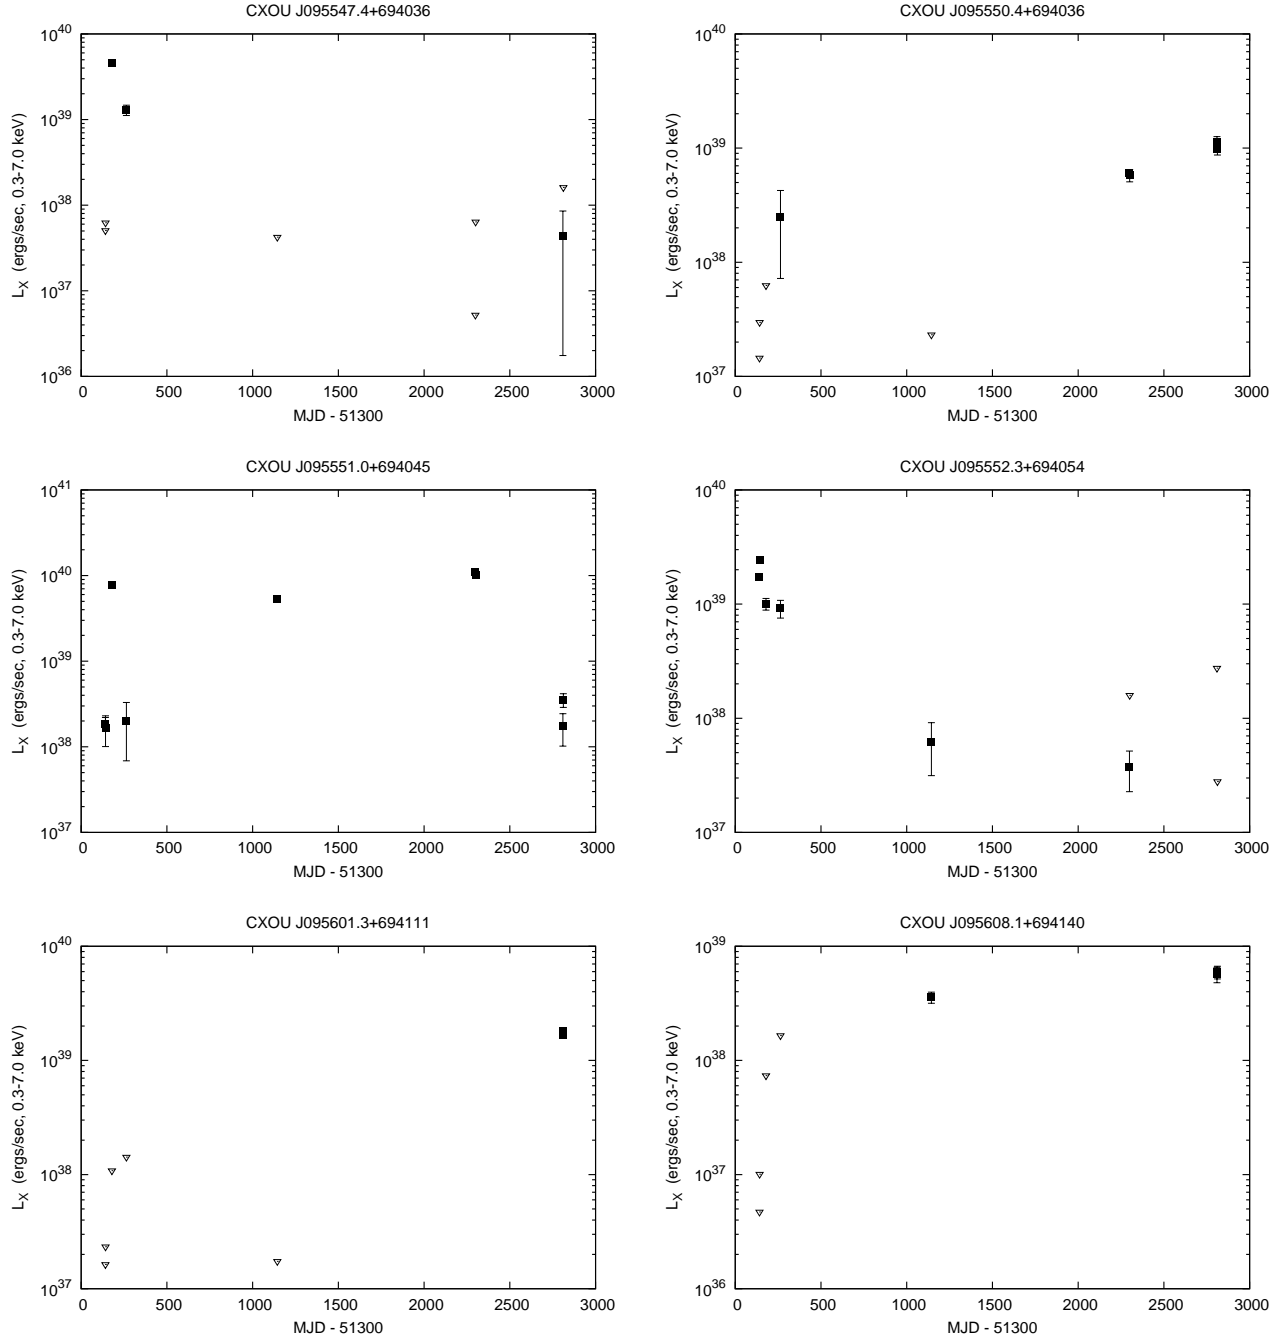 CXOU J095547.4+694036
L_X (ergs/sec, 0.3-7.0 keV)
10^40
10^39
10^38
10^37
10^36
0 500 1000 1500 2000 2500 3000
MJD - 51300
CXOU J095550.4+694036
L_X (ergs/sec, 0.3-7.0 keV)
10^40
10^39
10^38
10^37
0 500 1000 1500 2000 2500 3000
MJD - 51300
CXOU J095551.0+694045
L_X (ergs/sec, 0.3-7.0 keV)
10^41
10^40
10^39
10^38
10^37
0 500 1000 1500 2000 2500 3000
MJD - 51300
CXOU J095552.3+694054
L_X (ergs/sec, 0.3-7.0 keV)
10^40
10^39
10^38
10^37
0 500 1000 1500 2000 2500 3000
MJD - 51300
CXOU J095601.3+694111
L_X (ergs/sec, 0.3-7.0 keV)
10^40
10^39
10^38
10^37
0 500 1000 1500 2000 2500 3000
MJD - 51300
CXOU J095608.1+694140
L_X (ergs/sec, 0.3-7.0 keV)
10^39
10^38
10^37
10^36
0 500 1000 1500 2000 2500 3000
MJD - 51300